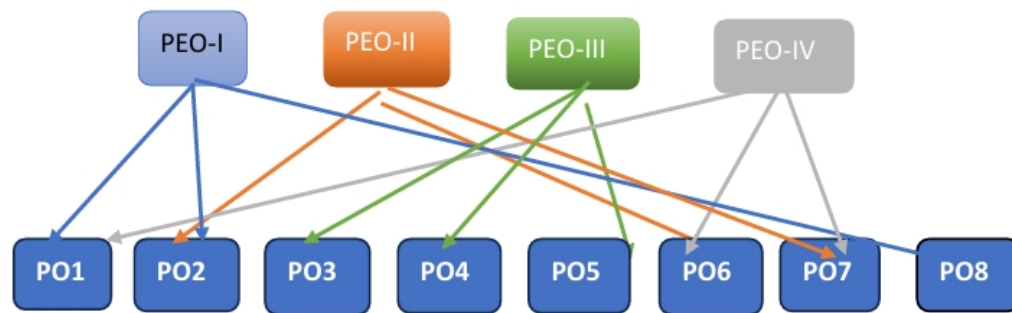 PEO-I
PEO-II
PEO-III
PEO-IV
PO1
PO2
PO3
PO4
PO5
PO6
PO7
PO8